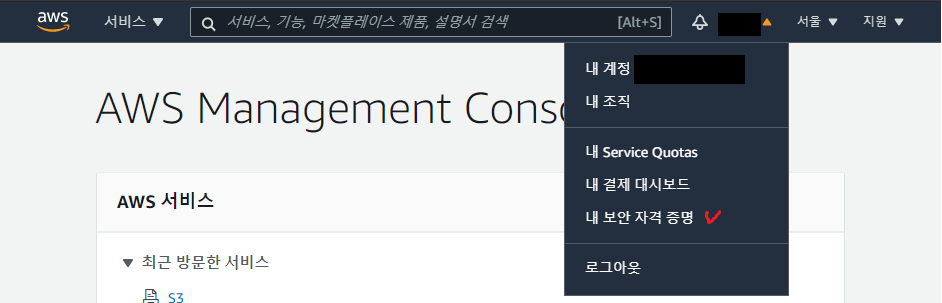 aws
서비스 ▼
서비스, 기능, 마켓플레이스 제품, 설명서 검색 [Alt+S]
서울 ▼
지원 ▼
내 계정
내 조직
내 Service Quotas
내 결제 대시보드
내 보안 자격 증명
로그아웃
AWS Management Conso
AWS 서비스
▼ 최근 방문한 서비스
S3